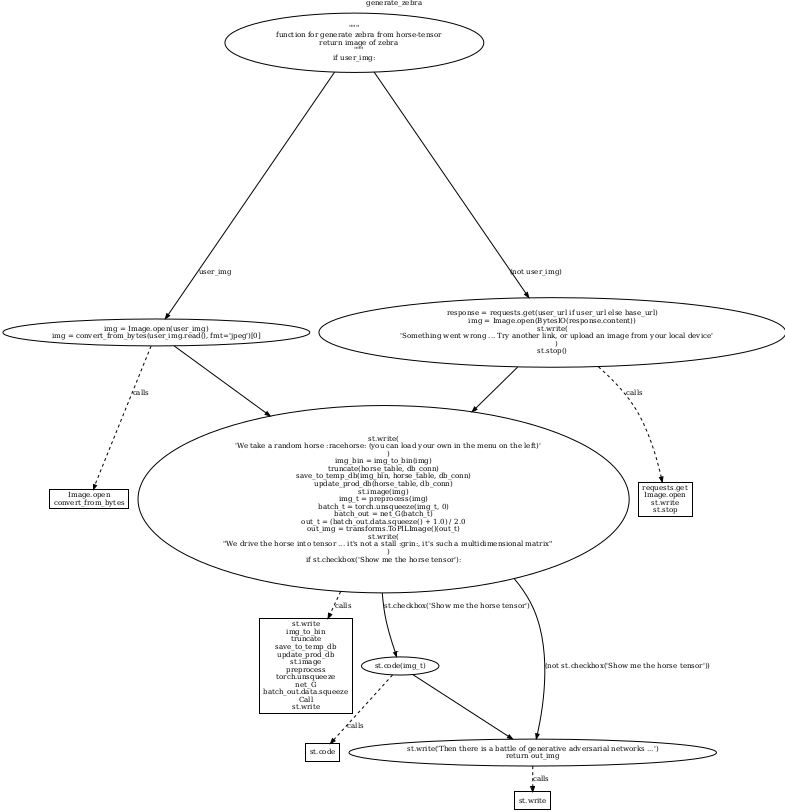 generate_zebra
"""
function for generate zebra from horse-tensor
return image of zebra
"""
if user_img:
user_img
(not user_img)
img = Image.open(user_img)
img = convert_from_bytes(user_img.read(), fmt='jpeg')[0]
response = requests.get(user_url if user_url else base_url)
img = Image.open(BytesIO(response.content))
st.write(
'Something went wrong ... Try another link, or upload an image from your local device'
)
st.stop()
calls
calls
Image.open
convert_from_bytes
requests.get
Image.open
st.write
st.stop
st.write(
'We take a random horse :racehorse: (you can load your own in the menu on the left)'
)
img_bin = img_to_bin(img)
truncate(horse_table, db_conn)
save_to_temp_db(img_bin, horse_table, db_conn)
update_prod_db(horse_table, db_conn)
st.image(img)
img_t = preprocess(img)
batch_t = torch.unsqueeze(img_t, 0)
batch_out = net_G(batch_t)
out_t = (batch_out.data.squeeze() + 1.0) / 2.0
out_img = transforms.ToPILImage()(out_t)
st.write(
"We drive the horse into tensor ... it's not a stall :grin:, it's such a multidimensional matrix"
)
if st.checkbox('Show me the horse tensor'):
calls
st.checkbox('Show me the horse tensor')
(not st.checkbox('Show me the horse tensor'))
st.write
img_to_bin
truncate
save_to_temp_db
update_prod_db
st.image
preprocess
torch.unsqueeze
net_G
batch_out.data.squeeze
Call
st.write
st.code(img_t)
calls
st.code
st.write('Then there is a battle of generative adversarial networks ...')
return out_img
calls
st.write